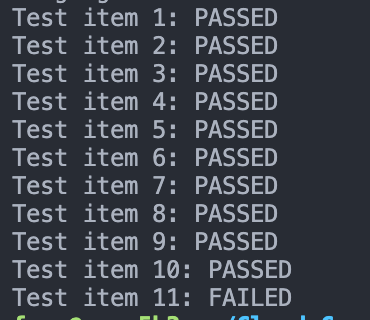 Test item 1: PASSED
Test item 2: PASSED
Test item 3: PASSED
Test item 4: PASSED
Test item 5: PASSED
Test item 6: PASSED
Test item 7: PASSED
Test item 8: PASSED
Test item 9: PASSED
Test item 10: PASSED
Test item 11: FAILED